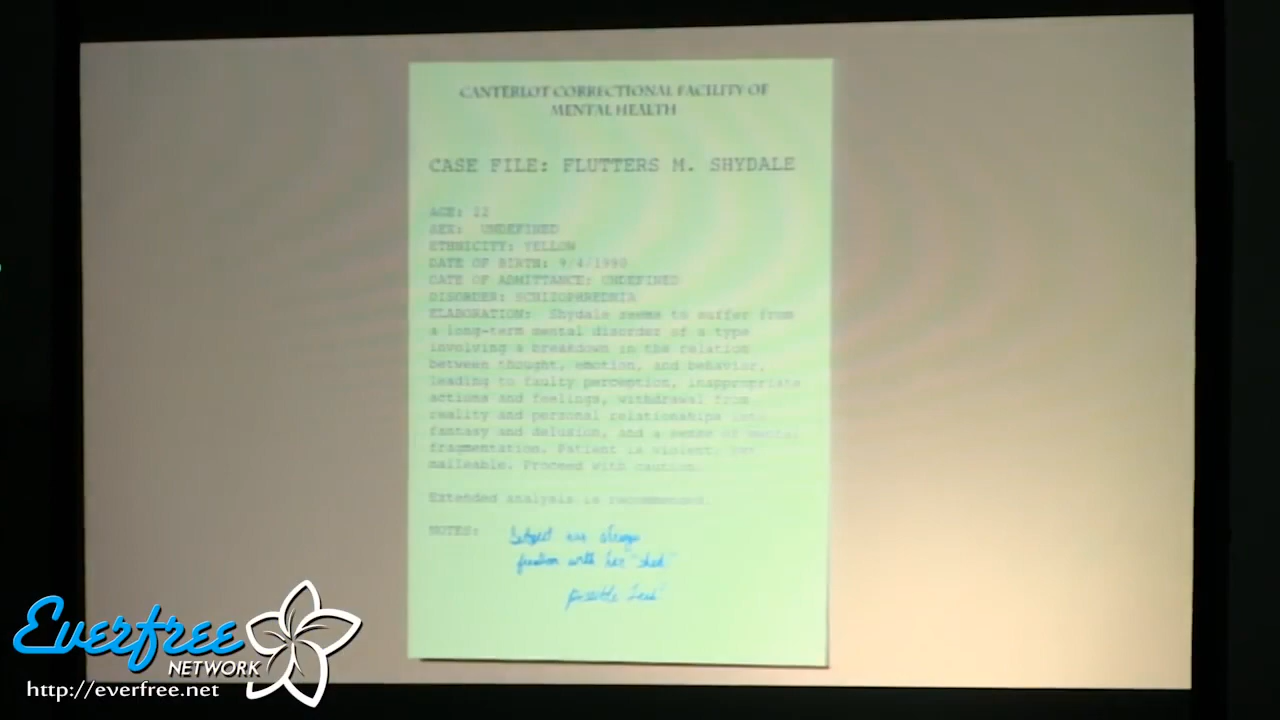 CANTERLOT CORRECTIONAL FACILITY OF
MENTAL HEALTH
CASE FILE: FLUTTERS M. SHYDALE
AGE: 22
SEX: UNDEFINED
ETHNICITY: YELLOW
DATE OF BIRTH: 9/4/1990
DATE OF ADMITTANCE: UNDEFINED
DISORDER: SCHIZOPHRENIA
ELABORATION: Shydale seems to suffer from
a long-term mental disorder of a type
involving a breakdown in the relation
between thought, emotion, and behavior,
leading to faulty perception, inappropriate
actions and feelings, withdrawal from
reality and personal relationships into
fantasy and delusion, and a sense of mental
fragmentation. Patient is violent, yet
malleable. Proceed with caution.
Extended analysis is recommended.
NOTES: Subject has strange
with her "shed."
possible
Everfree
NETWORK
http://everfree.net